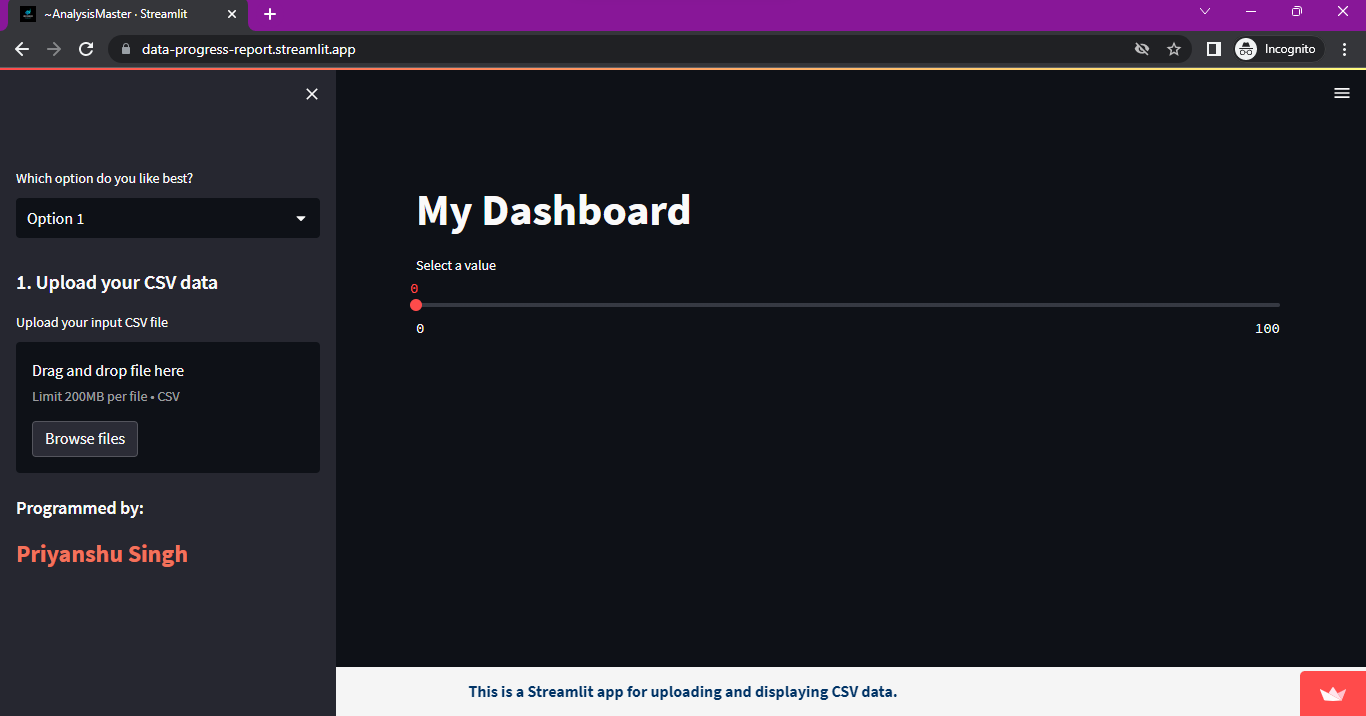 ~AnalysisMaster · Streamlit
data-progress-report.streamlit.app
Incognito
Which option do you like best?
Option 1
1. Upload your CSV data
Upload your input CSV file
Drag and drop file here
Limit 200MB per file • CSV
Browse files
Programmed by:
Priyanshu Singh
My Dashboard
Select a value
0
0 100
This is a Streamlit app for uploading and displaying CSV data.